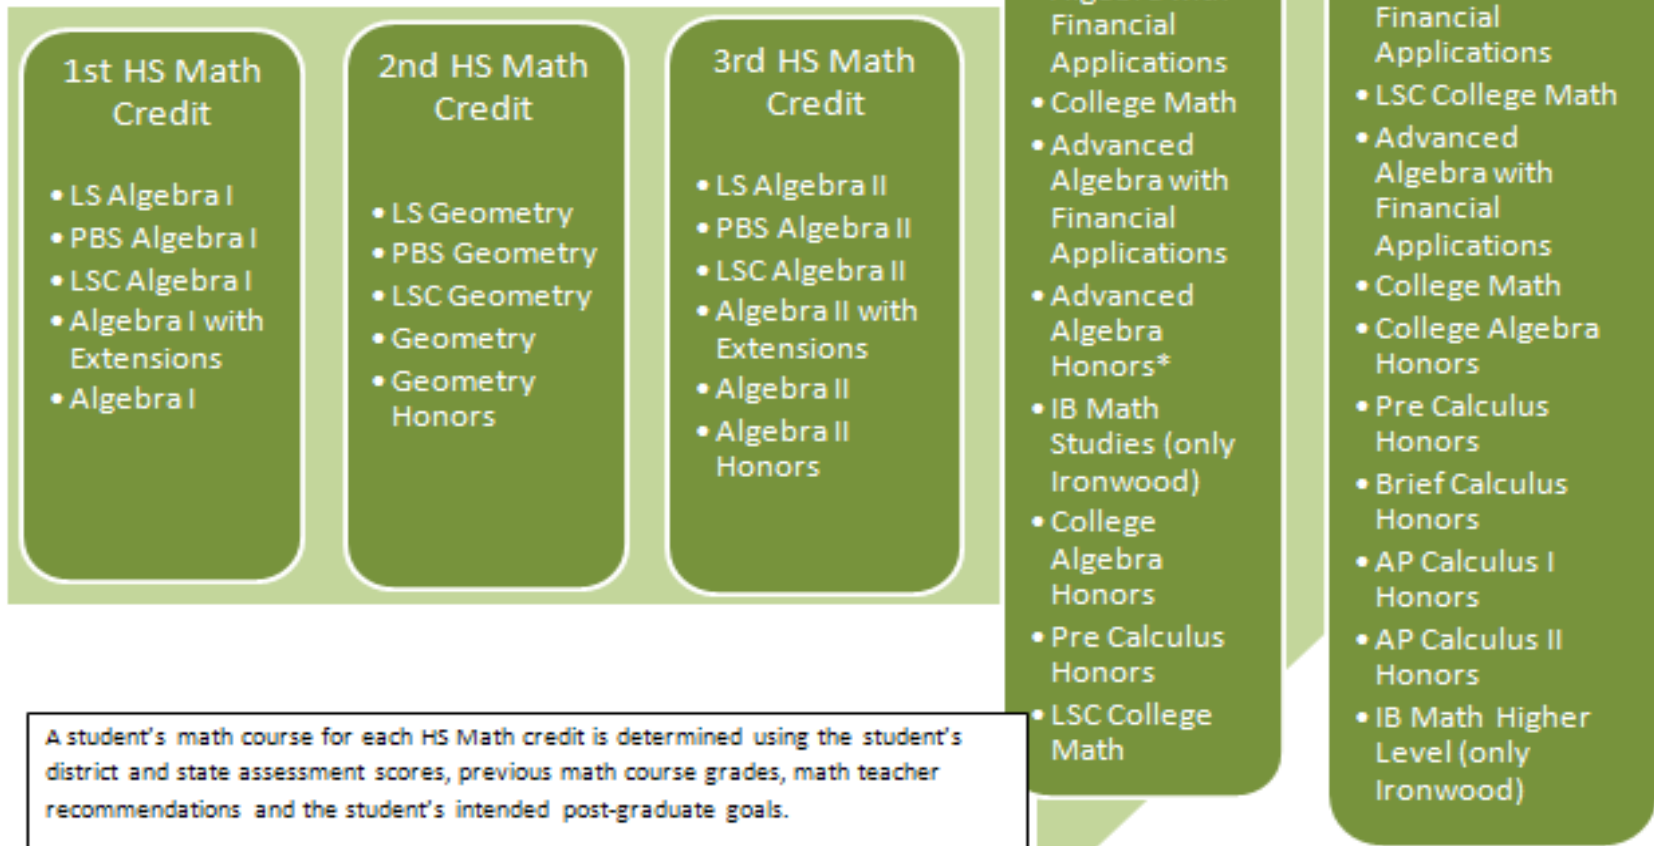 1st HS Math
Credit
• LS Algebra I
• PBS Algebra I
• LSC Algebra I
• Algebra I with
Extensions
• Algebra I
2nd HS Math
Credit
• LS Geometry
• PBS Geometry
• LSC Geometry
• Geometry
• Geometry
Honors
3rd HS Math
Credit
• LS Algebra II
• PBS Algebra II
• LSC Algebra II
• Algebra II with
Extensions
• Algebra II
• Algebra II
Honors
Financial
Applications
• College Math
• Advanced
Algebra with
Financial
Applications
• Advanced
Algebra
Honors*
• IB Math
Studies (only
Ironwood)
• College
Algebra
Honors
• Pre Calculus
Honors
• LSC College
Math
Financial
Applications
• LSC College Math
• Advanced
Algebra with
Financial
Applications
• College Math
• College Algebra
Honors
• Pre Calculus
Honors
• Brief Calculus
Honors
• AP Calculus I
Honors
• AP Calculus II
Honors
• IB Math Higher
Level (only
Ironwood)
A student's math course for each HS Math credit is determined using the student's
district and state assessment scores, previous math course grades, math teacher
recommendations and the student's intended post-graduate goals.